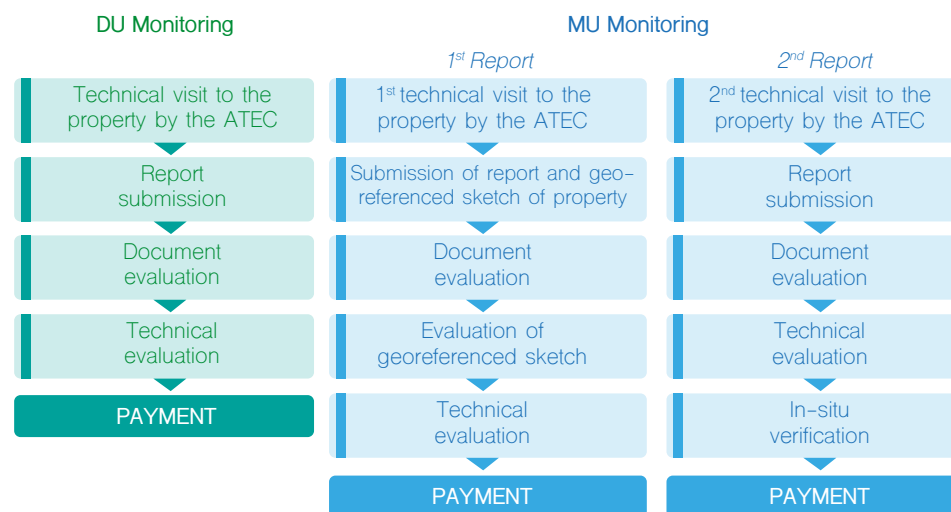 DU Monitoring
Technical visit to the
property by the ATEC
Report
submission
Document
evaluation
Technical
evaluation
PAYMENT
MU Monitoring
1st Report
1st technical visit to the
property by the ATEC
Submission of report and geo-
referenced sketch of property
Document
evaluation
Evaluation of
georeferenced sketch
Technical
evaluation
PAYMENT
2nd Report
2nd technical visit to the
property by the ATEC
Report
submission
Document
evaluation
Technical
evaluation
In-situ
verification
PAYMENT